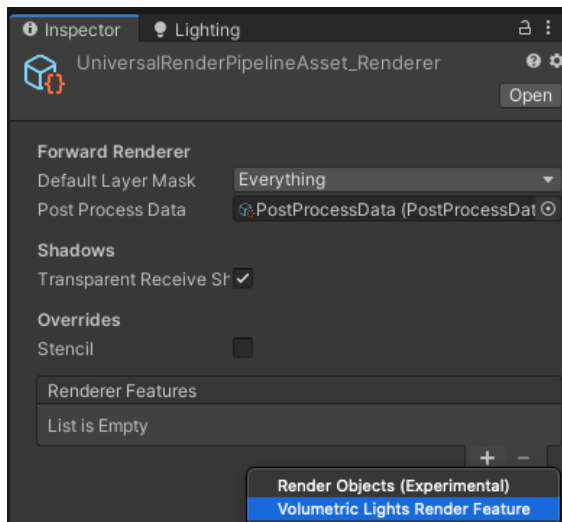 Inspector Lighting
UniversalRenderPipelineAsset_Renderer
Open
Forward Renderer
Default Layer Mask Everything
Post Process Data PostProcessData (PostProcessDat
Shadows
Transparent Receive Sh
Overrides
Stencil
Renderer Features
List is Empty
+ −
Render Objects (Experimental)
Volumetric Lights Render Feature